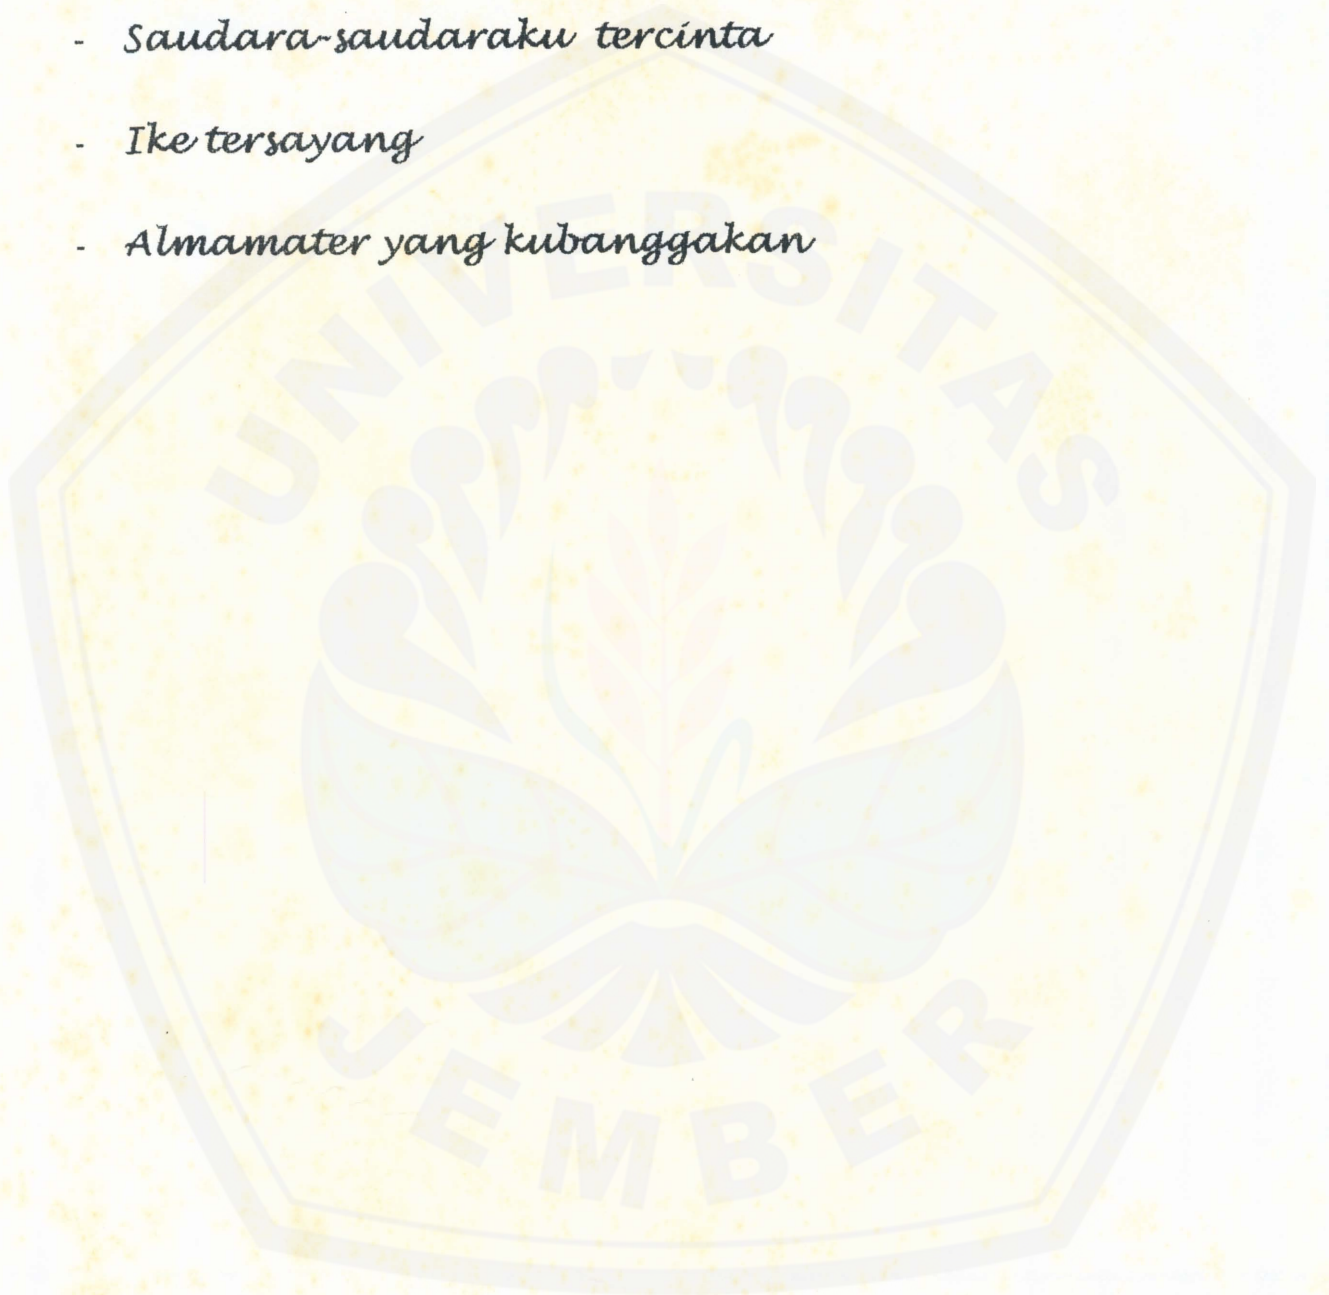 - Saudara-saudaraku tercinta
- Ike tersayang
- Almamater yang kubanggakan
UNIVERSITAS
JEMBER